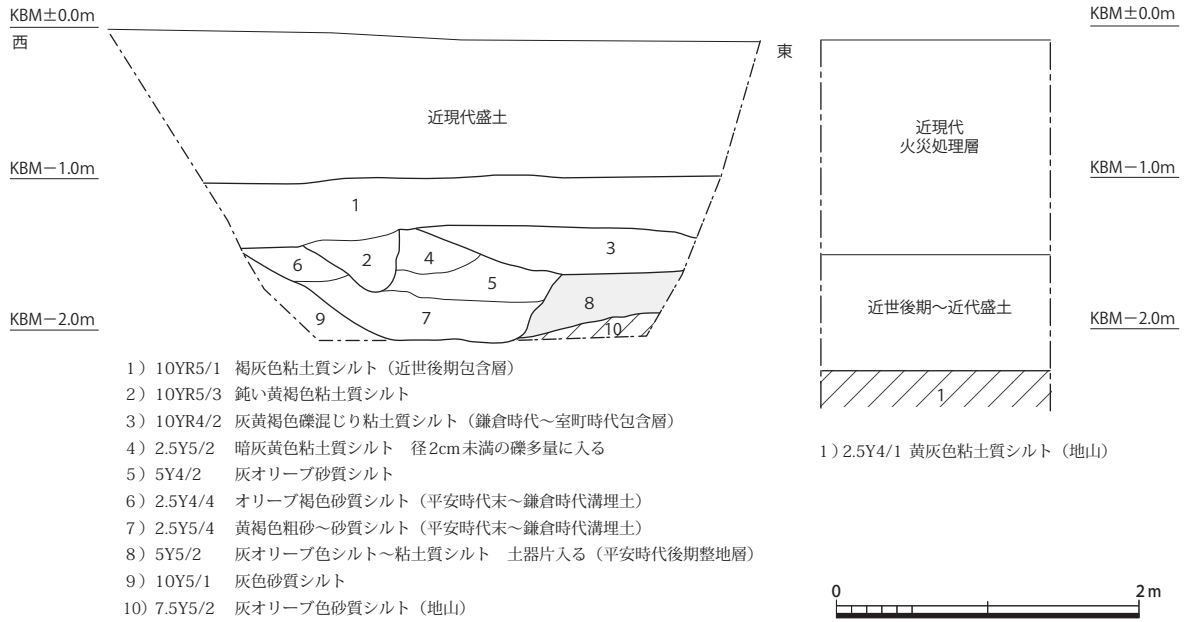 KBM±0.0m
西
東
近現代盛土
KBM－1.0m
1
2
3
4
5
6
7
8
9
10
KBM－2.0m
1）10YR5/1 褐灰色粘土質シルト（近世後期包含層）
2）10YR5/3 鈍い黄褐色粘土質シルト
3）10YR4/2 灰黄褐色礫混じり粘土質シルト（鎌倉時代～室町時代包含層）
4）2.5Y5/2 暗灰黄色粘土質シルト　径2cm未満の礫多量に入る
5）5Y4/2 灰オリーブ砂質シルト
6）2.5Y4/4 オリーブ褐色砂質シルト（平安時代末～鎌倉時代溝埋土）
7）2.5Y5/4 黄褐色粗砂～砂質シルト（平安時代末～鎌倉時代溝埋土）
8）5Y5/2 灰オリーブ色シルト～粘土質シルト　土器片入る（平安時代後期整地層）
9）10Y5/1 灰色砂質シルト
10）7.5Y5/2 灰オリーブ色砂質シルト（地山）
KBM±0.0m
近現代
火災処理層
KBM－1.0m
近世後期～近代盛土
KBM－2.0m
1
1）2.5Y4/1 黄灰色粘土質シルト（地山）
0 2m